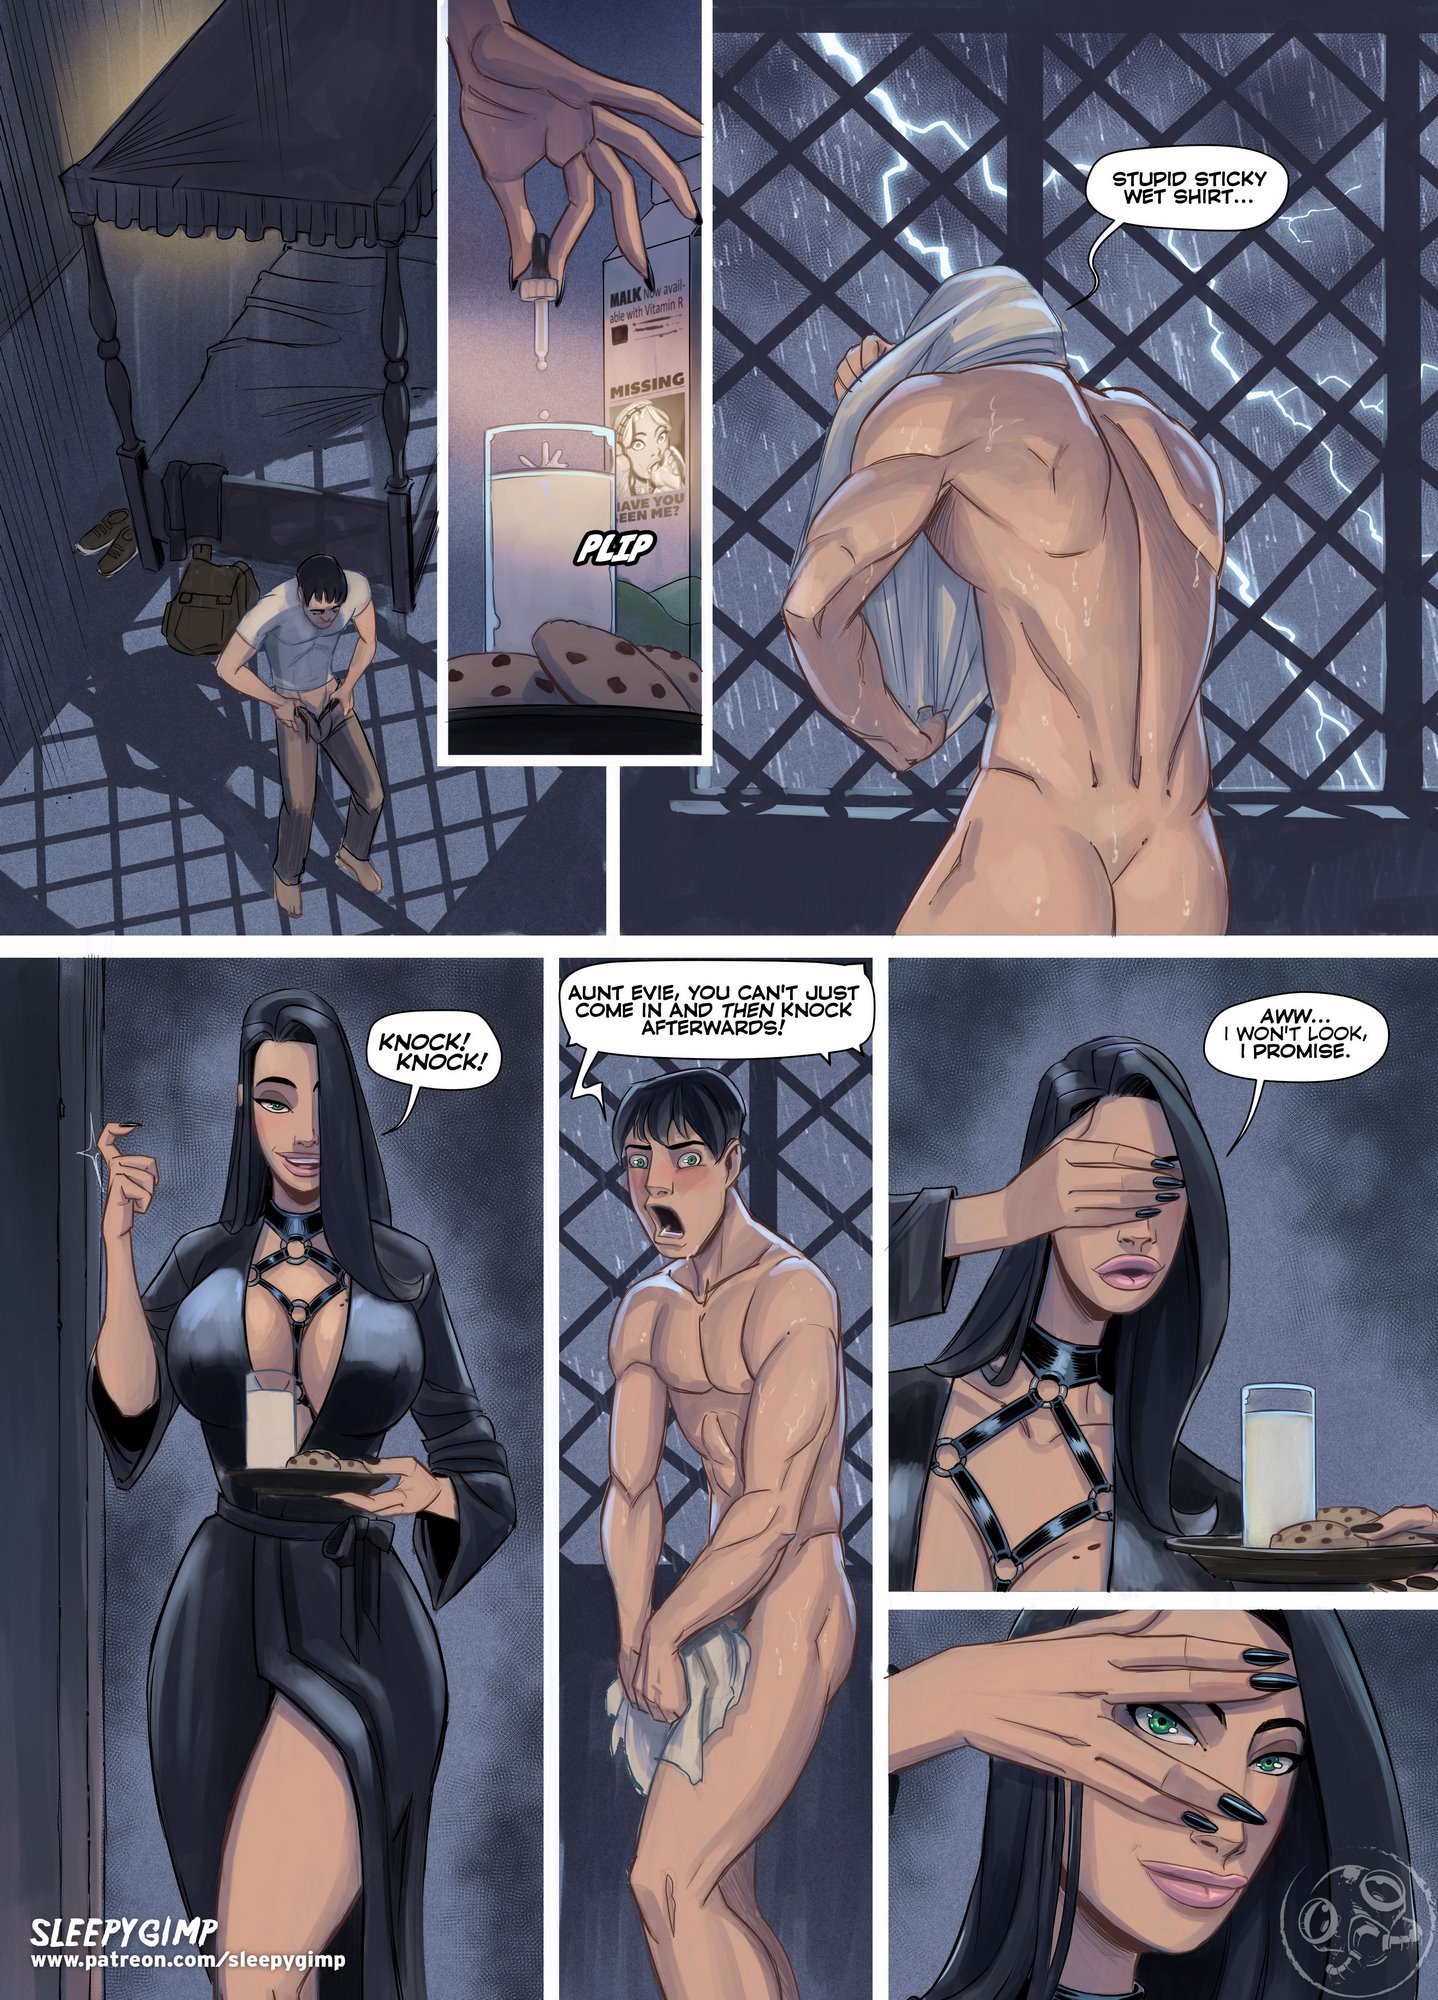 MALK Now avail-
able with Vitamin R
MISSING
HAVE YOU
SEEN ME?
PLIP
STUPID STICKY
WET SHIRT...
KNOCK!
KNOCK!
AUNT EVIE, YOU CAN'T JUST
COME IN AND THEN KNOCK
AFTERWARDS!
AWW...
I WON'T LOOK,
I PROMISE.
SLEEPYGIMP
www.patreon.com/sleepygimp